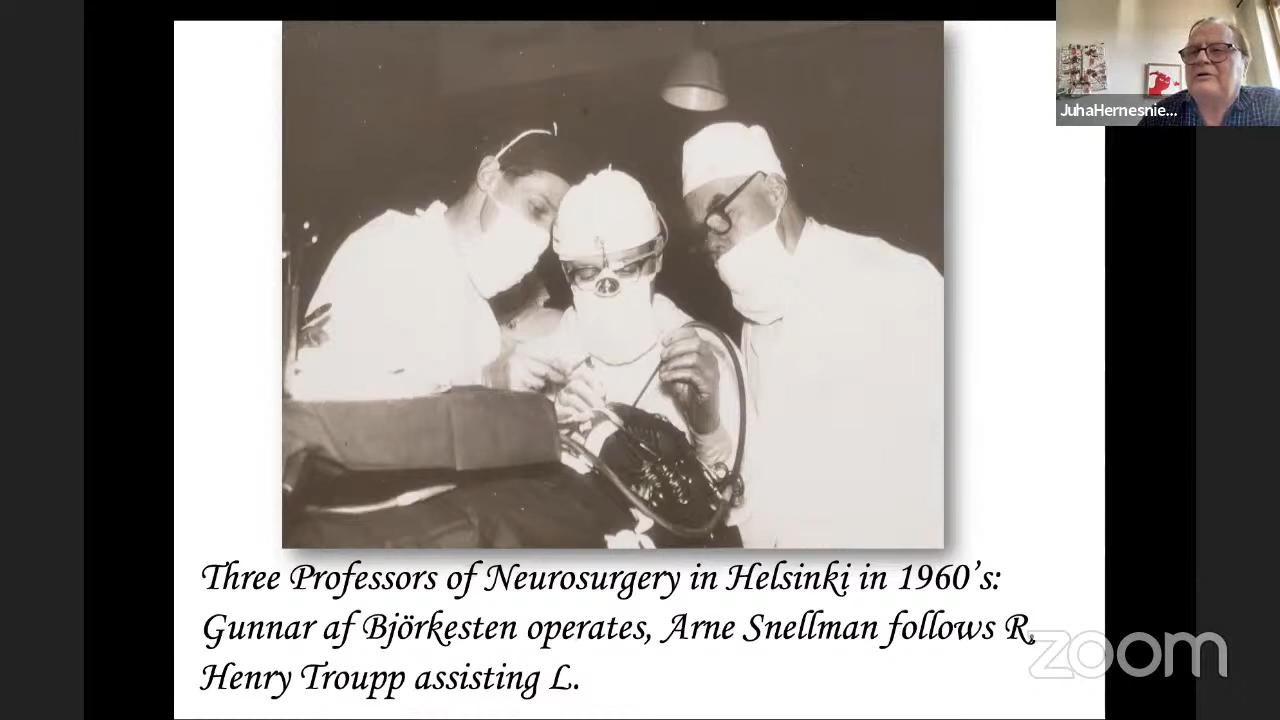 JuhaHernesnie...
Three Professors of Neurosurgery in Helsinki in 1960's:
Gunnar af Björkesten operates, Arne Snellman follows R,
Henry Troupp assisting L.
zoom